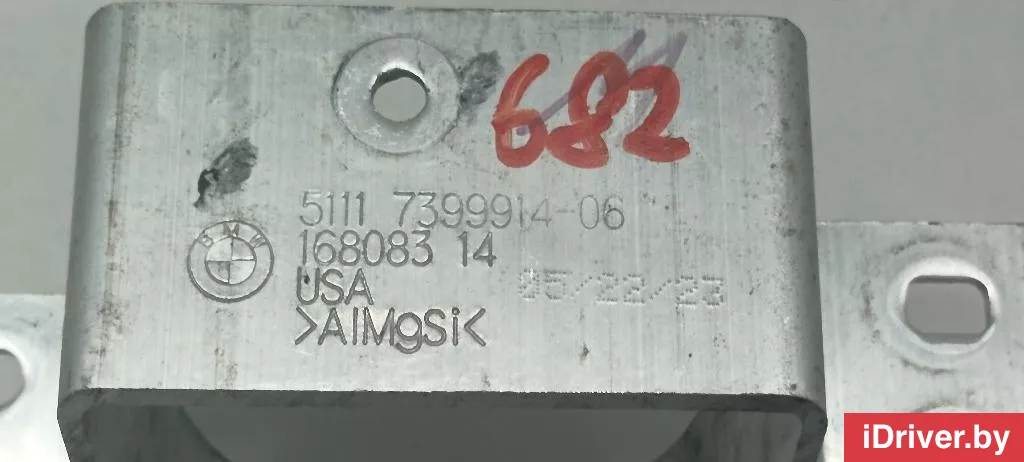 682
5111 7399914-06
BMW
168083 14
USA
05/22/23
>AlMgSi<
iDriver.by